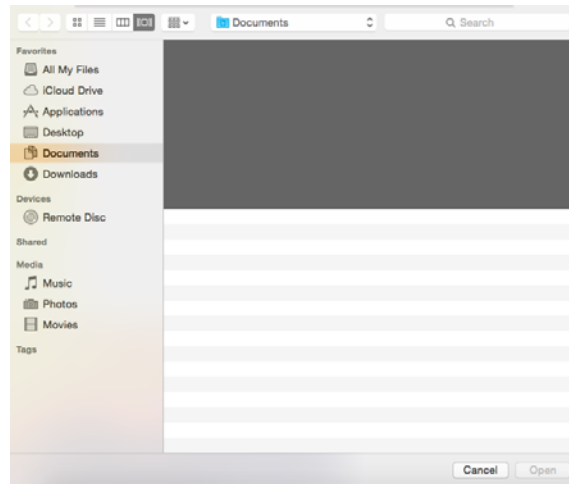 Documents
Search
Favorites
All My Files
iCloud Drive
Applications
Desktop
Documents
Downloads
Devices
Remote Disc
Shared
Media
Music
Photos
Movies
Tags
Cancel Open